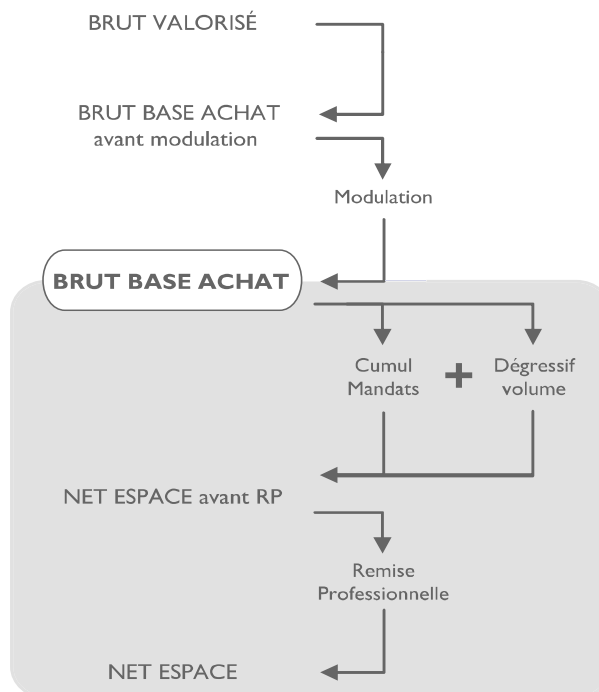 BRUT VALORISÉ
BRUT BASE ACHAT
avant modulation
Modulation
BRUT BASE ACHAT
Cumul
Mandats
+
Dégressif
volume
NET ESPACE avant RP
Remise
Professionnelle
NET ESPACE